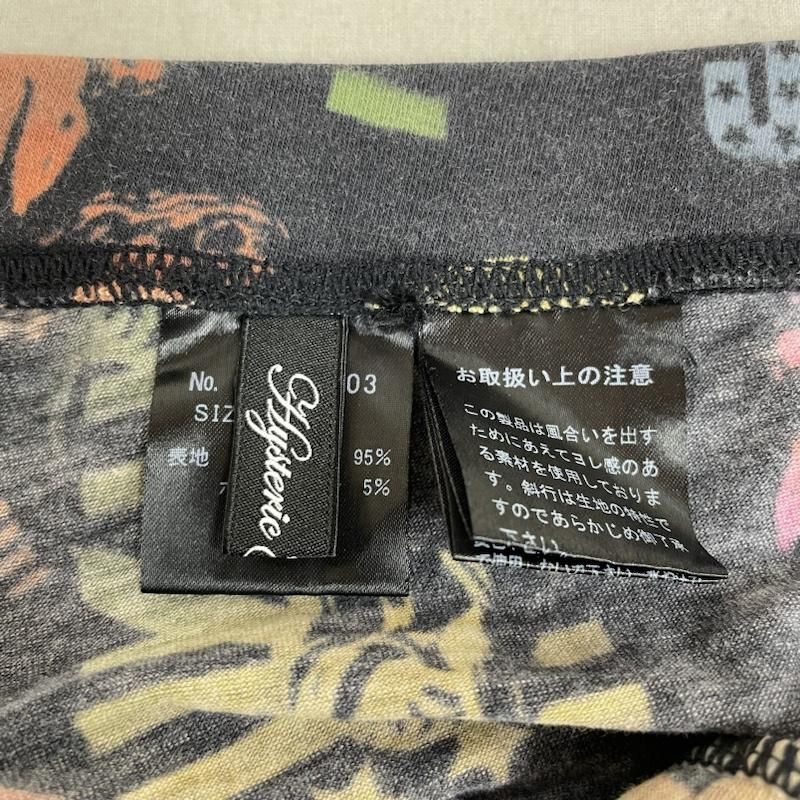 No. 03
SIZ
表地 95%
5%
Hysteric
お取扱い上の注意
この製品は風合いを出す
ためにあえてヨレ感のあ
る素材を使用しておりま
す。斜行は生地の特性で
すのであらかじめ御了承
下さい。